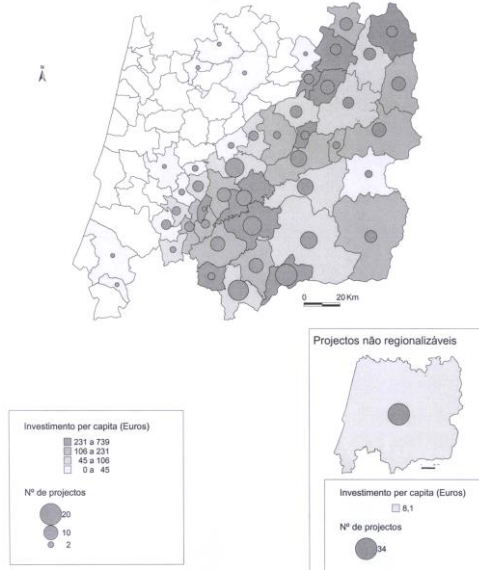 N
0 20 Km
Projectos não regionalizáveis
Investimento per capita (Euros)
231 a 739
106 a 231
45 a 106
0 a 45
Nº de projectos
20
10
2
Investimento per capita (Euros)
8,1
Nº de projectos
34